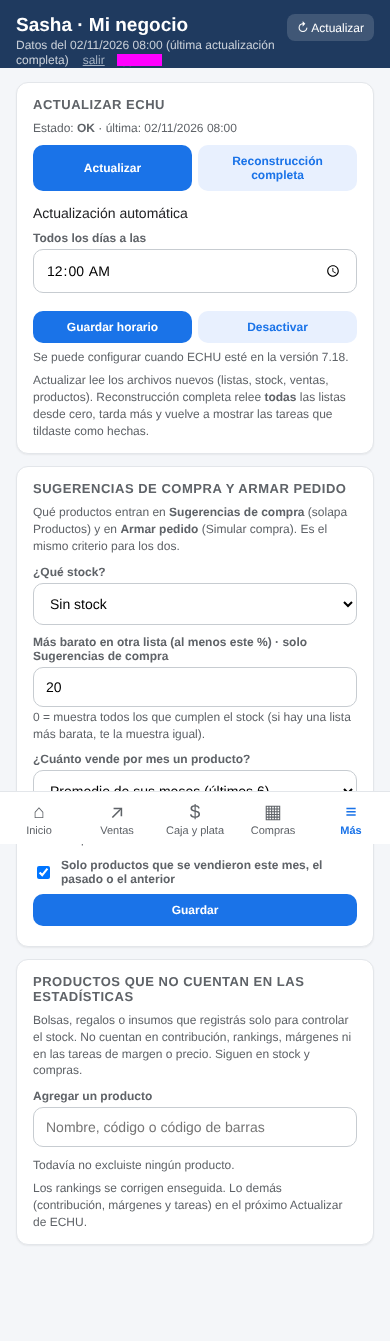 Sasha · Mi negocio
Datos del 02/11/2026 08:00 (última actualización
completa) salir
↻ Actualizar
ACTUALIZAR ECHU
Estado: OK · última: 02/11/2026 08:00
Actualizar
Reconstrucción
completa
Actualización automática
Todos los días a las
12:00 AM
Guardar horario
Desactivar
Se puede configurar cuando ECHU esté en la versión 7.18.
Actualizar lee los archivos nuevos (listas, stock, ventas,
productos). Reconstrucción completa relee todas las listas
desde cero, tarda más y vuelve a mostrar las tareas que
tildaste como hechas.
SUGERENCIAS DE COMPRA Y ARMAR PEDIDO
Qué productos entran en Sugerencias de compra (solapa
Productos) y en Armar pedido (Simular compra). Es el
mismo criterio para los dos.
¿Qué stock?
Sin stock
Más barato en otra lista (al menos este %) · solo
Sugerencias de compra
20
0 = muestra todos los que cumplen el stock (si hay una lista
más barata, te la muestra igual).
¿Cuánto vende por mes un producto?
Promedio de sus meses (últimos 6)
Inicio
Ventas
Caja y plata
Compras
Más
Solo productos que se vendieron este mes, el
pasado o el anterior
Guardar
PRODUCTOS QUE NO CUENTAN EN LAS
ESTADÍSTICAS
Bolsas, regalos o insumos que registrás solo para controlar
el stock. No cuentan en contribución, rankings, márgenes ni
en las tareas de margen o precio. Siguen en stock y
compras.
Agregar un producto
Nombre, código o código de barras
Todavía no excluiste ningún producto.
Los rankings se corrigen enseguida. Lo demás
(contribución, márgenes y tareas) en el próximo Actualizar
de ECHU.